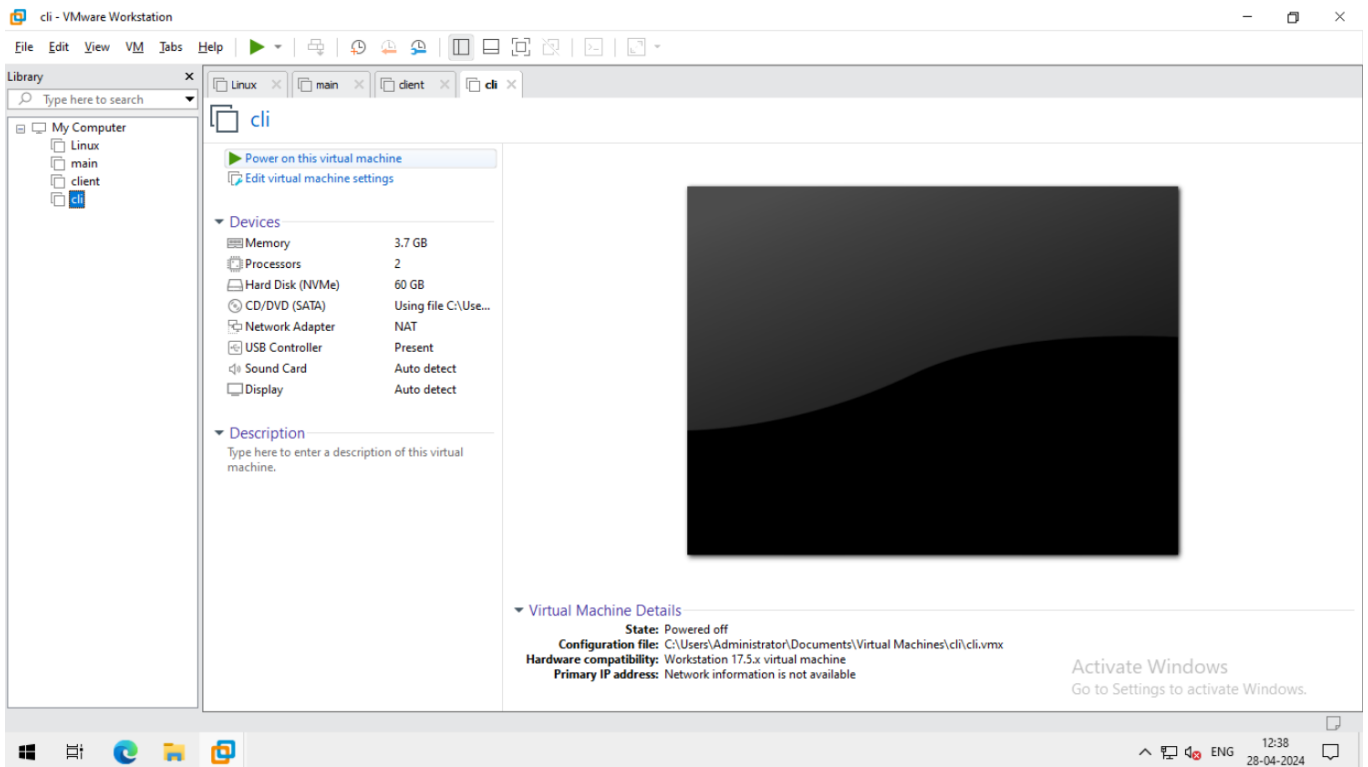 cli - VMware Workstation
File Edit View VM Tabs Help
Library
Type here to search
My Computer
Linux
main
client
cli
Linux main client cli
cli
Power on this virtual machine
Edit virtual machine settings
Devices
Memory 3.7 GB
Processors 2
Hard Disk (NVMe) 60 GB
CD/DVD (SATA) Using file C:\Use...
Network Adapter NAT
USB Controller Present
Sound Card Auto detect
Display Auto detect
Description
Type here to enter a description of this virtual
machine.
Virtual Machine Details
State: Powered off
Configuration file: C:\Users\Administrator\Documents\Virtual Machines\cli\cli.vmx
Hardware compatibility: Workstation 17.5.x virtual machine
Primary IP address: Network information is not available
Activate Windows
Go to Settings to activate Windows.
ENG
12:38
28-04-2024